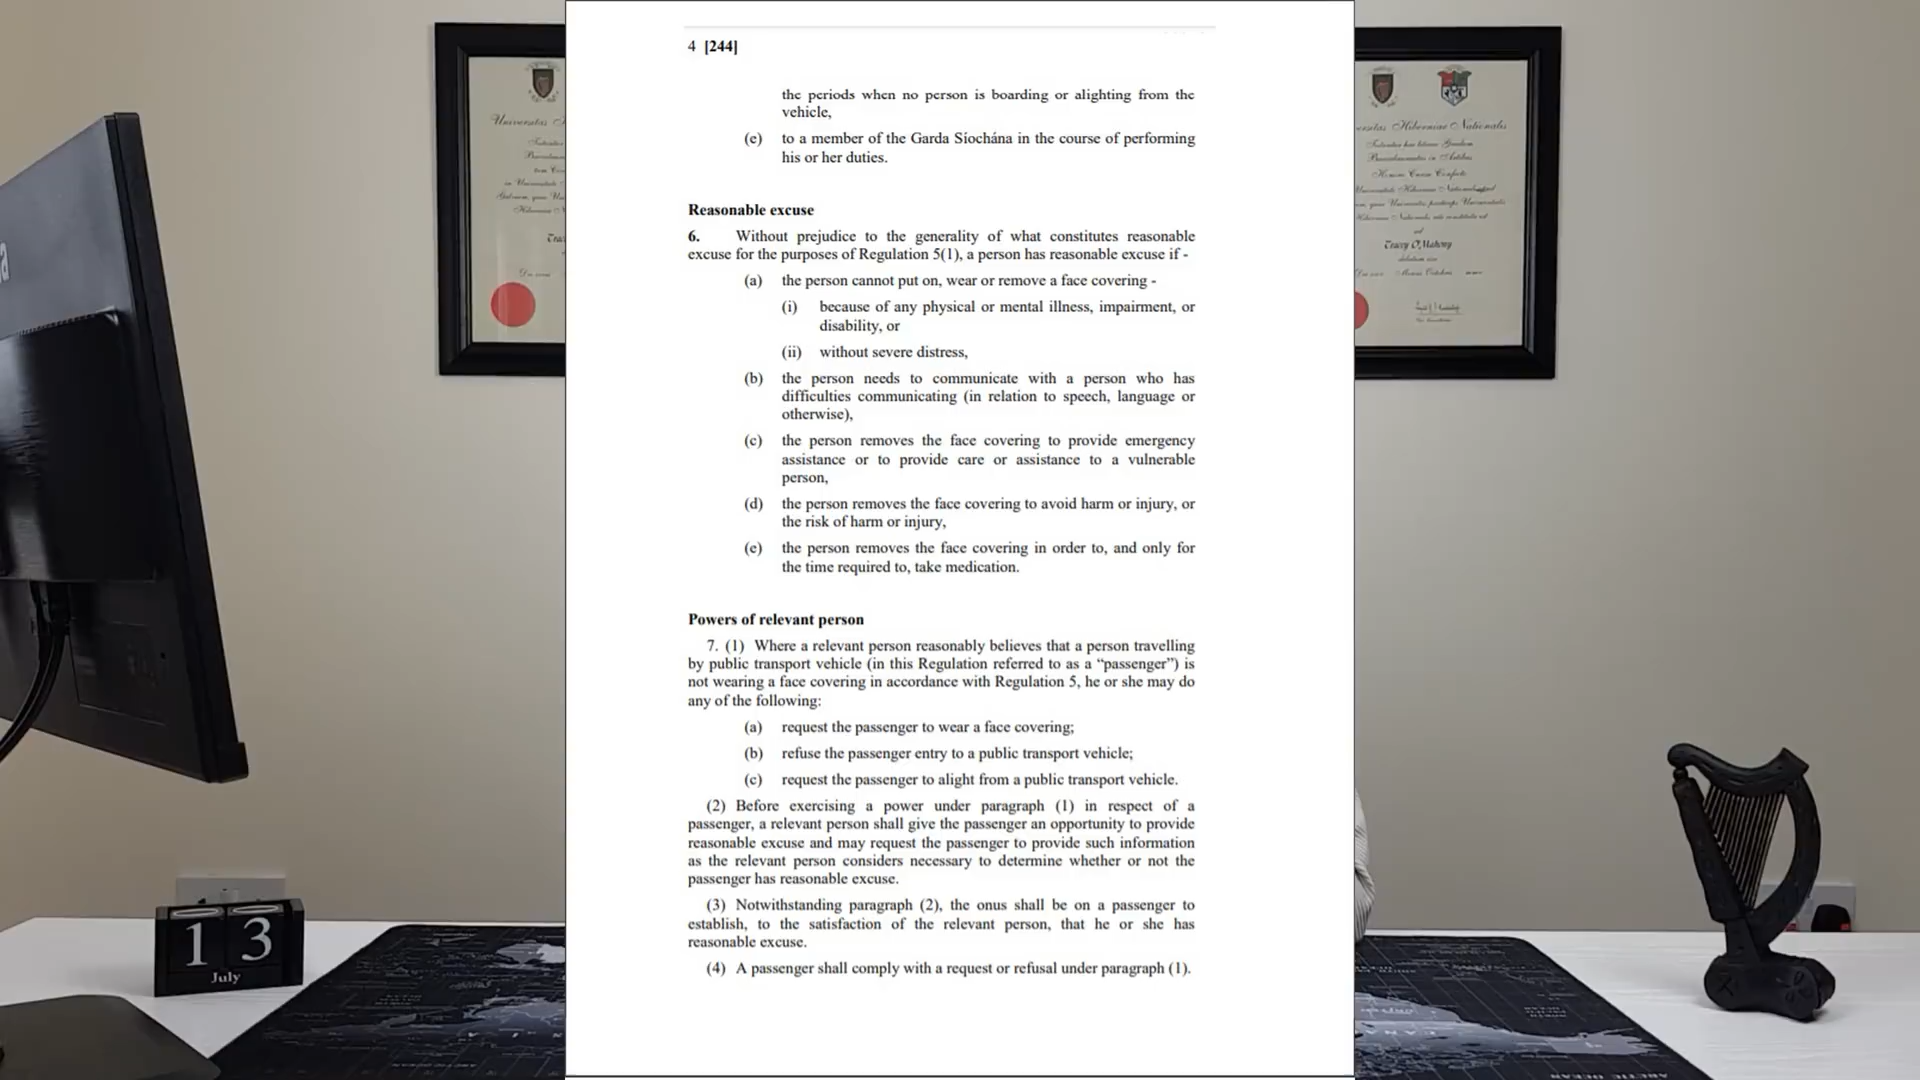 4 [244]
the periods when no person is boarding or alighting from the
vehicle,
(e) to a member of the Garda Síochána in the course of performing
his or her duties.
Reasonable excuse
6. Without prejudice to the generality of what constitutes reasonable
excuse for the purposes of Regulation 5(1), a person has reasonable excuse if -
(a) the person cannot put on, wear or remove a face covering -
(i) because of any physical or mental illness, impairment, or
disability, or
(ii) without severe distress,
(b) the person needs to communicate with a person who has
difficulties communicating (in relation to speech, language or
otherwise),
(c) the person removes the face covering to provide emergency
assistance or to provide care or assistance to a vulnerable
person,
(d) the person removes the face covering to avoid harm or injury, or
the risk of harm or injury,
(e) the person removes the face covering in order to, and only for
the time required to, take medication.
Powers of relevant person
7. (1) Where a relevant person reasonably believes that a person travelling
by public transport vehicle (in this Regulation referred to as a “passenger”) is
not wearing a face covering in accordance with Regulation 5, he or she may do
any of the following:
(a) request the passenger to wear a face covering;
(b) refuse the passenger entry to a public transport vehicle;
(c) request the passenger to alight from a public transport vehicle.
(2) Before exercising a power under paragraph (1) in respect of a
passenger, a relevant person shall give the passenger an opportunity to provide
reasonable excuse and may request the passenger to provide such information
as the relevant person considers necessary to determine whether or not the
passenger has reasonable excuse.
(3) Notwithstanding paragraph (2), the onus shall be on a passenger to
establish, to the satisfaction of the relevant person, that he or she has
reasonable excuse.
(4) A passenger shall comply with a request or refusal under paragraph (1).
Universitas
Hiberniae Nationalis
Tracy O'Mahony
13
July
ARCTIC OCEAN